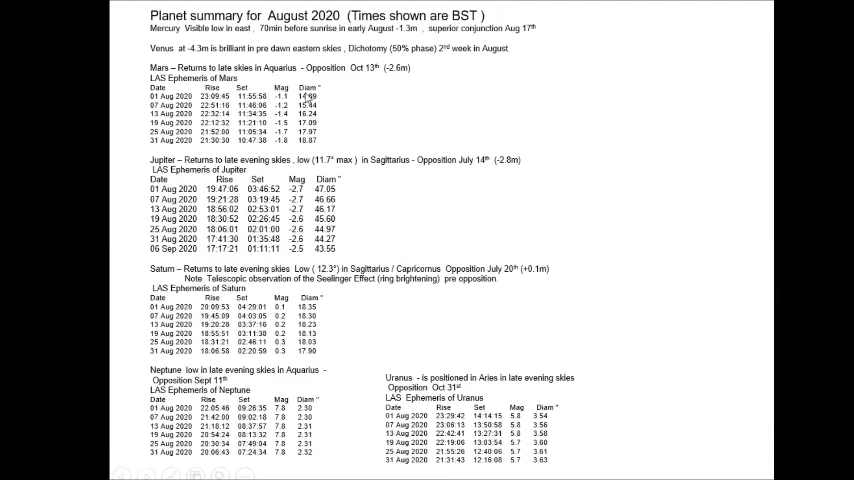 Planet summary for August 2020 (Times shown are BST )
Mercury Visible low in east , 70min before sunrise in early August -1.3m , superior conjunction Aug 17th
Venus at -4.3m is brilliant in pre dawn eastern skies , Dichotomy (50% phase) 2nd week in August
Mars – Returns to late skies in Aquarius - Opposition Oct 13th (-2.6m)
LAS Ephemeris of Mars
Date Rise Set Mag Diam "
01 Aug 2020 23:09:45 11:55:58 -1.1
07 Aug 2020 22:51:16 11:46:06 -1.2 15.44
13 Aug 2020 22:32:14 11:34:35 -1.4 16.24
19 Aug 2020 22:12:32 11:21:10 -1.5 17.09
25 Aug 2020 21:52:00 11:05:34 -1.7 17.97
31 Aug 2020 21:30:30 10:47:38 -1.8 18.87
Jupiter – Returns to late evening skies , low (11.7° max ) in Sagittarius - Opposition July 14th (-2.8m)
LAS Ephemeris of Jupiter
Date Rise Set Mag Diam "
01 Aug 2020 19:47:06 03:46:52 -2.7 47.05
07 Aug 2020 19:21:28 03:19:45 -2.7 46.66
13 Aug 2020 18:56:02 02:53:01 -2.7 46.17
19 Aug 2020 18:30:52 02:26:45 -2.6 45.60
25 Aug 2020 18:06:01 02:01:00 -2.6 44.97
31 Aug 2020 17:41:30 01:35:48 -2.6 44.27
06 Sep 2020 17:17:21 01:11:11 -2.5 43.55
Saturn – Returns to late evening skies Low ( 12.3°) in Sagittarius / Capricornus Opposition July 20th (+0.1m)
Note Telescopic observation of the Seelinger Effect (ring brightening) pre opposition.
LAS Ephemeris of Saturn
Date Rise Set Mag Diam "
01 Aug 2020 20:09:53 04:29:01 0.1 18.35
07 Aug 2020 19:45:09 04:03:05 0.2 18.30
13 Aug 2020 19:20:28 03:37:16 0.2 18.23
19 Aug 2020 18:55:51 03:11:38 0.2 18.13
25 Aug 2020 18:31:21 02:46:11 0.3 18.03
31 Aug 2020 18:06:58 02:20:59 0.3 17.90
Neptune low in late evening skies in Aquarius -
Opposition Sept 11th
LAS Ephemeris of Neptune
Date Rise Set Mag Diam "
01 Aug 2020 22:05:46 09:26:35 7.8 2.30
07 Aug 2020 21:42:00 09:02:18 7.8 2.30
13 Aug 2020 21:18:12 08:37:57 7.8 2.31
19 Aug 2020 20:54:24 08:13:32 7.8 2.31
25 Aug 2020 20:30:34 07:49:04 7.8 2.31
31 Aug 2020 20:06:43 07:24:34 7.8 2.32
Uranus - is positioned in Aries in late evening skies
Opposition Oct 31st
LAS Ephemeris of Uranus
Date Rise Set Mag Diam "
01 Aug 2020 23:29:42 14:14:15 5.8 3.54
07 Aug 2020 23:06:13 13:50:58 5.8 3.56
13 Aug 2020 22:42:41 13:27:31 5.8 3.58
19 Aug 2020 22:19:06 13:03:54 5.7 3.60
25 Aug 2020 21:55:26 12:40:06 5.7 3.61
31 Aug 2020 21:31:43 12:16:08 5.7 3.63